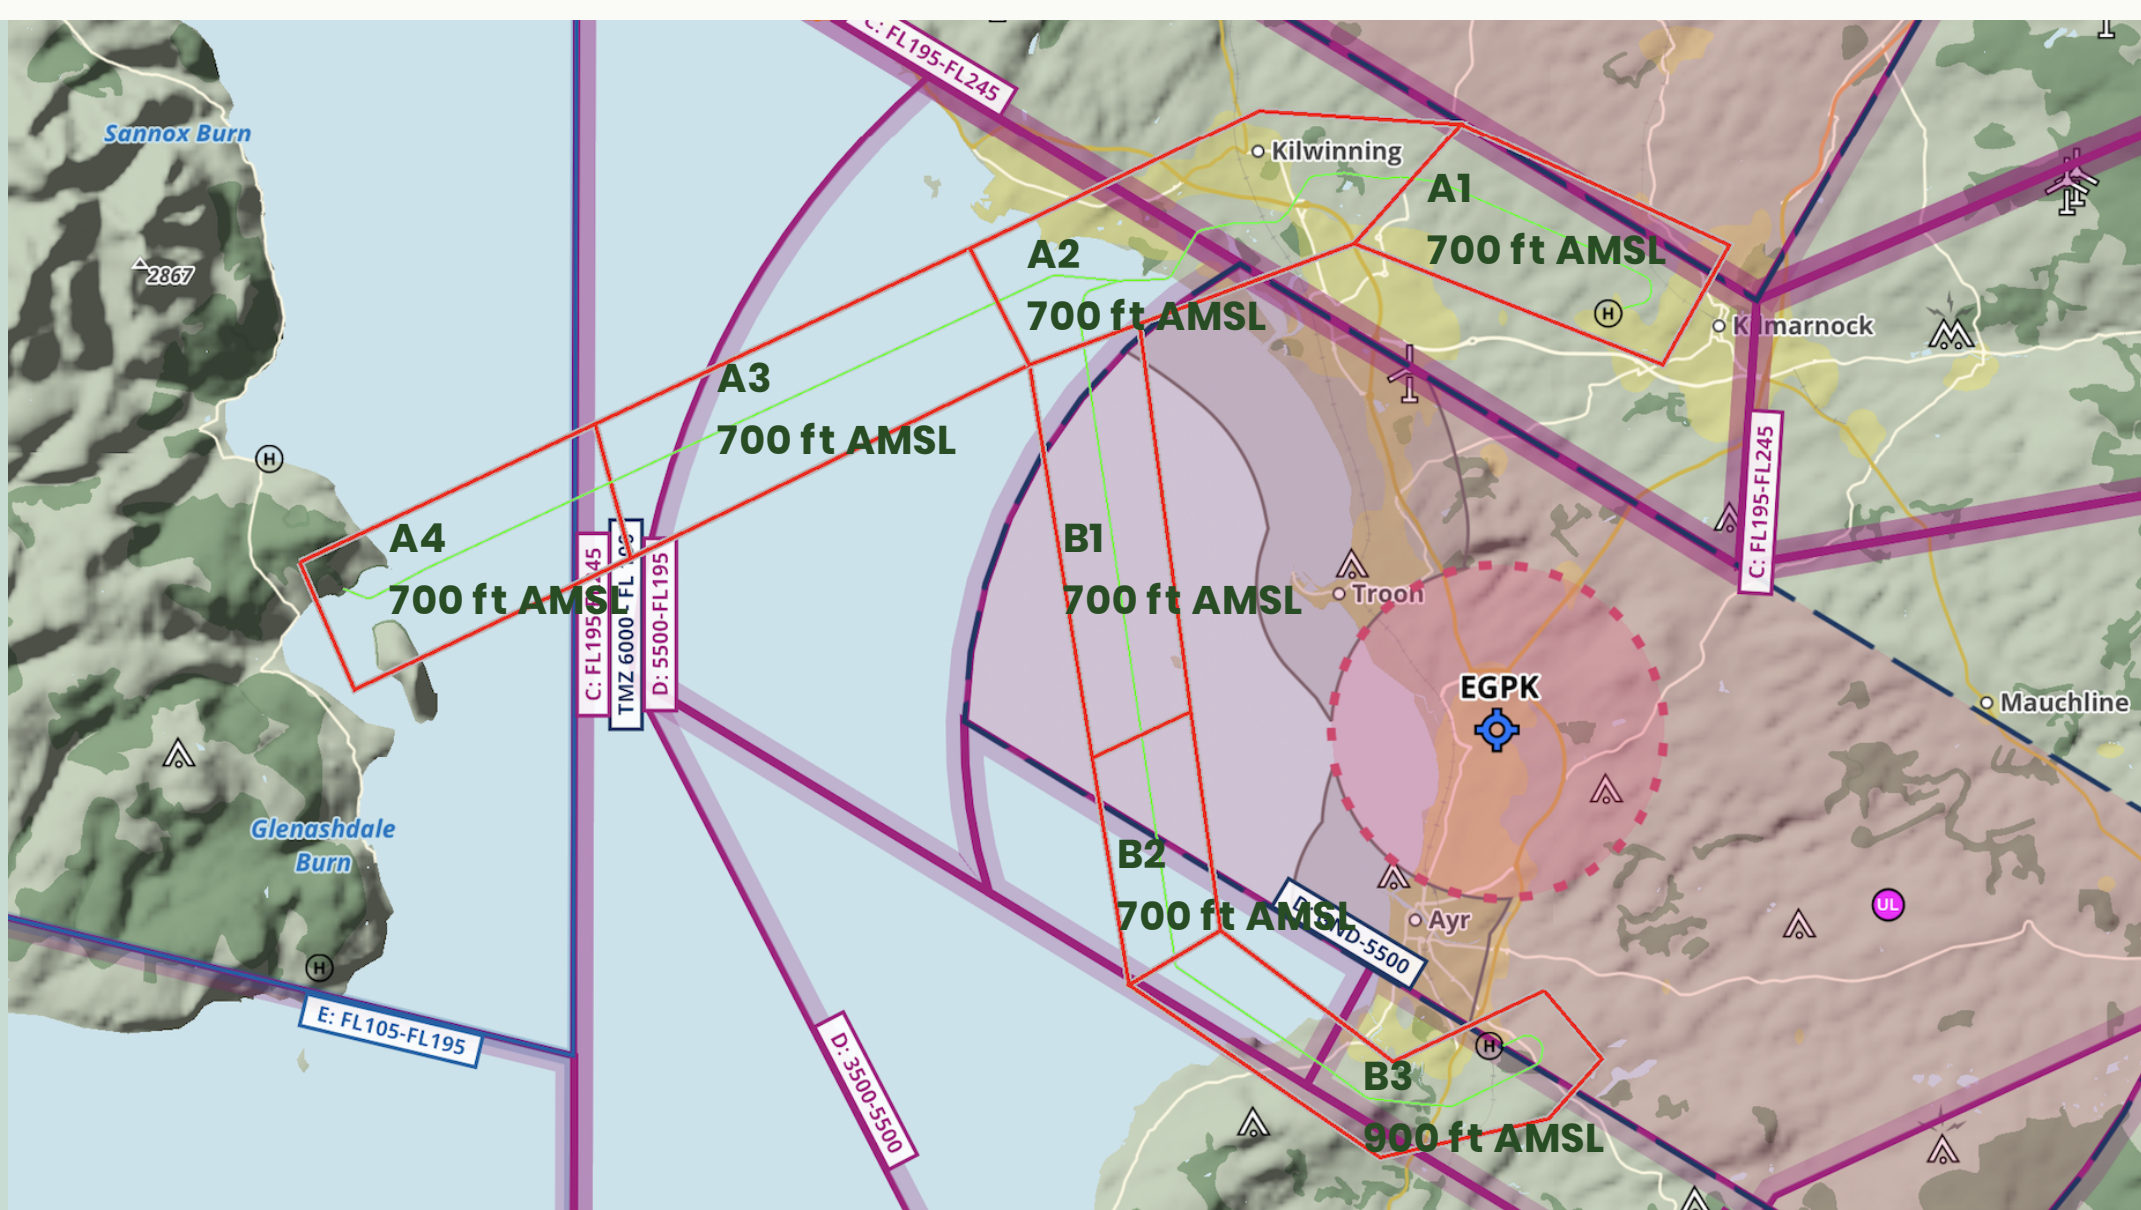 C: FL195-FL245
Sannox Burn
Kilwinning
A1
700 ft AMSL
A2
700 ft AMSL
2867
H
Kilmarnock
A3
700 ft AMSL
H
C: FL195-FL245
A4
700 ft AMSL
B1
700 ft AMSL
C: FL195-FL245
TMZ 6000 FL
D: 5500-FL195
Troon
EGPK
Mauchline
Glenashdale
Burn
B2
700 ft AMSL
D: GND-5500
Ayr
UL
H
E: FL105-FL195
D: 3500-5500
H
B3
900 ft AMSL